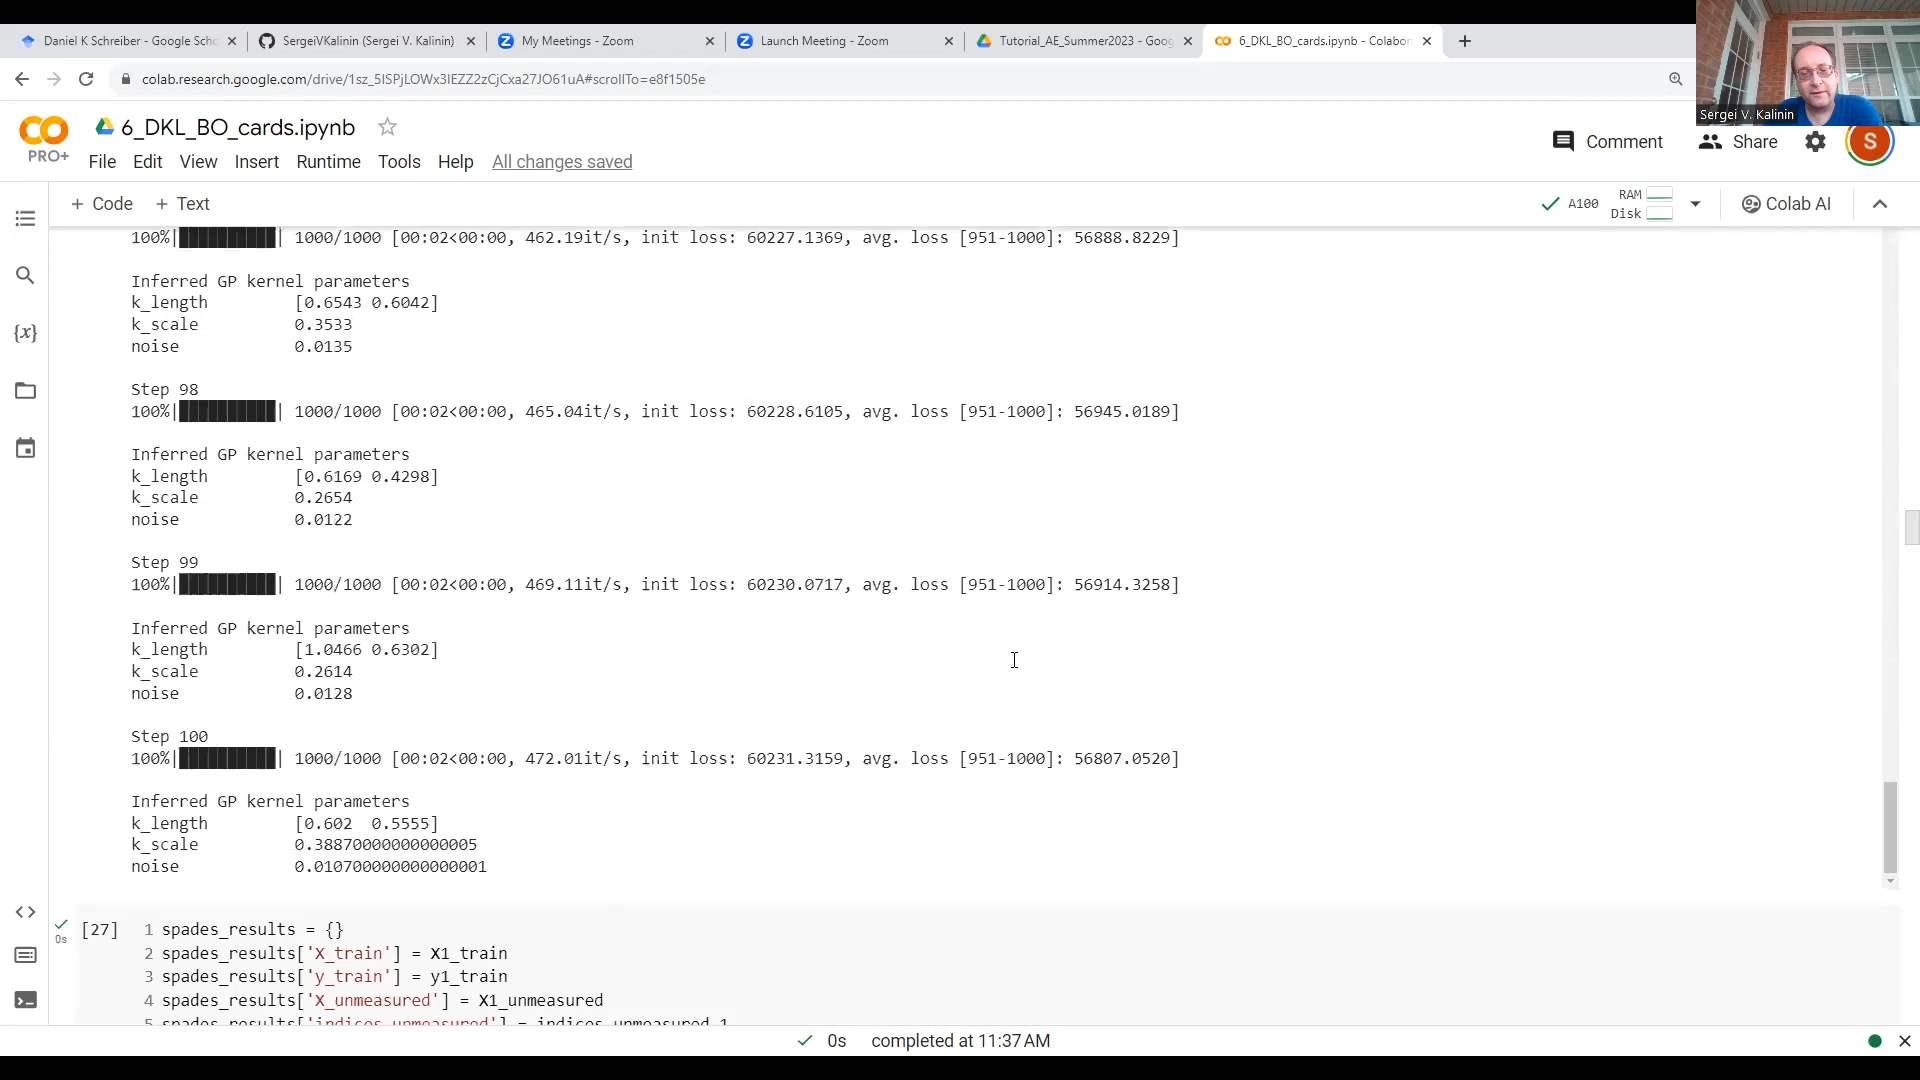 Daniel K Schreiber - Google Scho
SergeiVKalinin (Sergei V. Kalinin)
My Meetings - Zoom
Launch Meeting - Zoom
Tutorial_AE_Summer2023 - Goog
6_DKL_BO_cards.ipynb - Colabor
colab.research.google.com/drive/1sz_5ISPjLOWx3IEZZ2zCjCxa27JO61uA#scrollTo=e8f1505e
Sergei V. Kalinin
CO
PRO+
6_DKL_BO_cards.ipynb
File Edit View Insert Runtime Tools Help All changes saved
Comment Share S
+ Code + Text
A100 RAM Disk Colab AI
100%|██████████| 1000/1000 [00:02<00:00, 462.19it/s, init loss: 60227.1369, avg. loss [951-1000]: 56888.8229]
Inferred GP kernel parameters
k_length [0.6543 0.6042]
k_scale 0.3533
noise 0.0135
Step 98
100%|██████████| 1000/1000 [00:02<00:00, 465.04it/s, init loss: 60228.6105, avg. loss [951-1000]: 56945.0189]
Inferred GP kernel parameters
k_length [0.6169 0.4298]
k_scale 0.2654
noise 0.0122
Step 99
100%|██████████| 1000/1000 [00:02<00:00, 469.11it/s, init loss: 60230.0717, avg. loss [951-1000]: 56914.3258]
Inferred GP kernel parameters
k_length [1.0466 0.6302]
k_scale 0.2614
noise 0.0128
Step 100
100%|██████████| 1000/1000 [00:02<00:00, 472.01it/s, init loss: 60231.3159, avg. loss [951-1000]: 56807.0520]
Inferred GP kernel parameters
k_length [0.602 0.5555]
k_scale 0.38870000000000005
noise 0.010700000000000001
[27] 1 spades_results = {}
0s
2 spades_results['X_train'] = X1_train
3 spades_results['y_train'] = y1_train
4 spades_results['X_unmeasured'] = X1_unmeasured
5 spades_results['indices_unmeasured'] = indices_unmeasured_1
0s completed at 11:37 AM